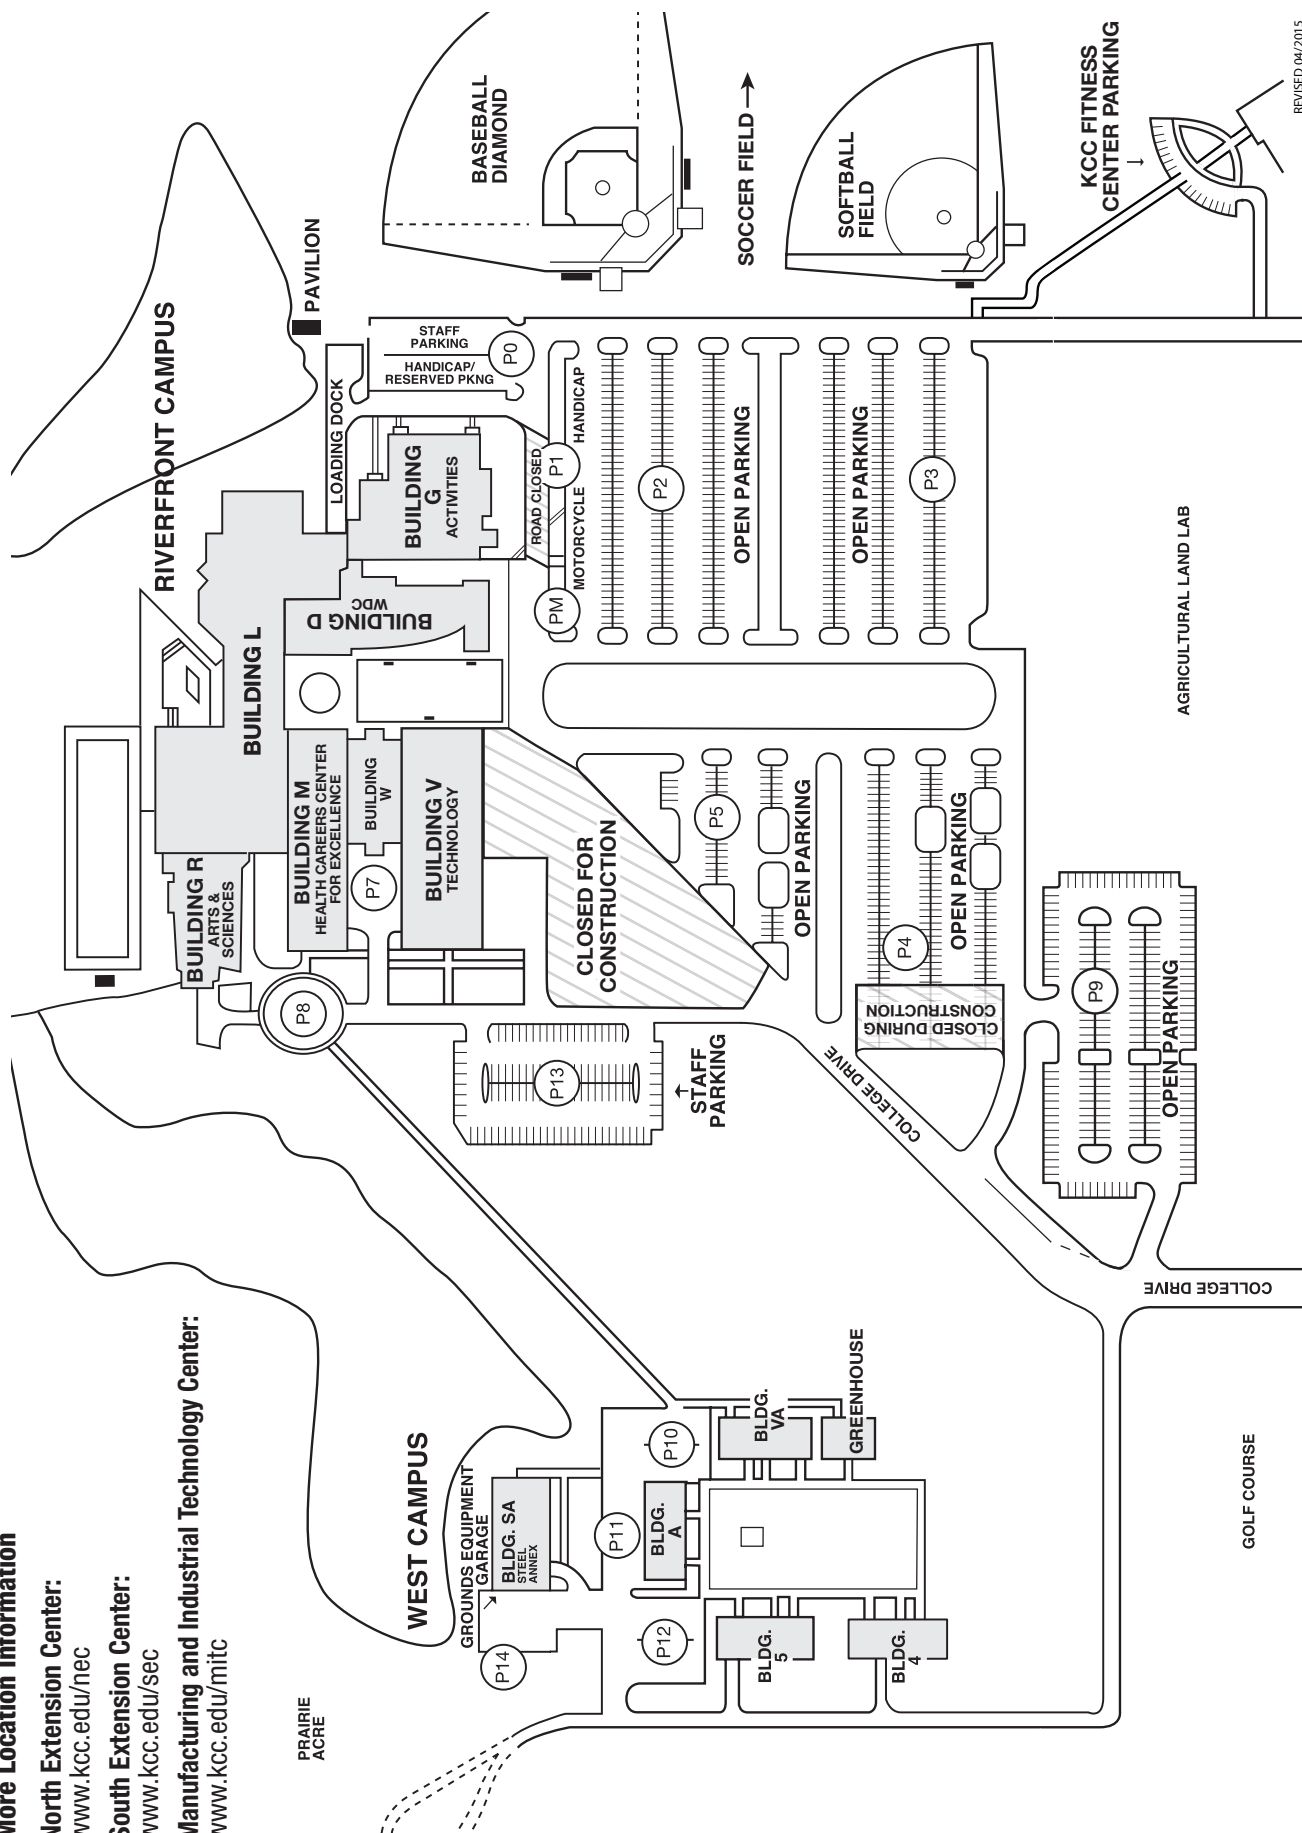 More Location Information
North Extension Center:
www.kcc.edu/nec
South Extension Center:
www.kcc.edu/sec
Manufacturing and Industrial Technology Center:
www.kcc.edu/mitc
PRAIRIE
ACRE
WEST CAMPUS
GROUNDS EQUIPMENT
GARAGE
BLDG. SA
STEEL
ANNEX
P14
P11
P12
P10
BLDG.
A
BLDG.
VA
GREENHOUSE
BLDG.
5
BLDG.
4
GOLF COURSE
COLLEGE DRIVE
COLLEGE DRIVE
RIVERFRONT CAMPUS
PAVILION
LOADING DOCK
BUILDING R
ARTS &
SCIENCES
BUILDING L
BUILDING M
HEALTH CAREERS CENTER
FOR EXCELLENCE
BUILDING
W
BUILDING V
TECHNOLOGY
BUILDING D
WDC
BUILDING
G
ACTIVITIES
P7
P8
P13
STAFF
PARKING
CLOSED FOR
CONSTRUCTION
STAFF
PARKING
HANDICAP/
RESERVED PKNG
P0
ROAD CLOSED
P1
MOTORCYCLE
HANDICAP
PM
P2
OPEN PARKING
OPEN PARKING
P3
P5
OPEN PARKING
P4
OPEN PARKING
CLOSED DURING
CONSTRUCTION
P9
OPEN PARKING
AGRICULTURAL LAND LAB
BASEBALL
DIAMOND
SOCCER FIELD
SOFTBALL
FIELD
KCC FITNESS
CENTER PARKING
REVISED 04/2015